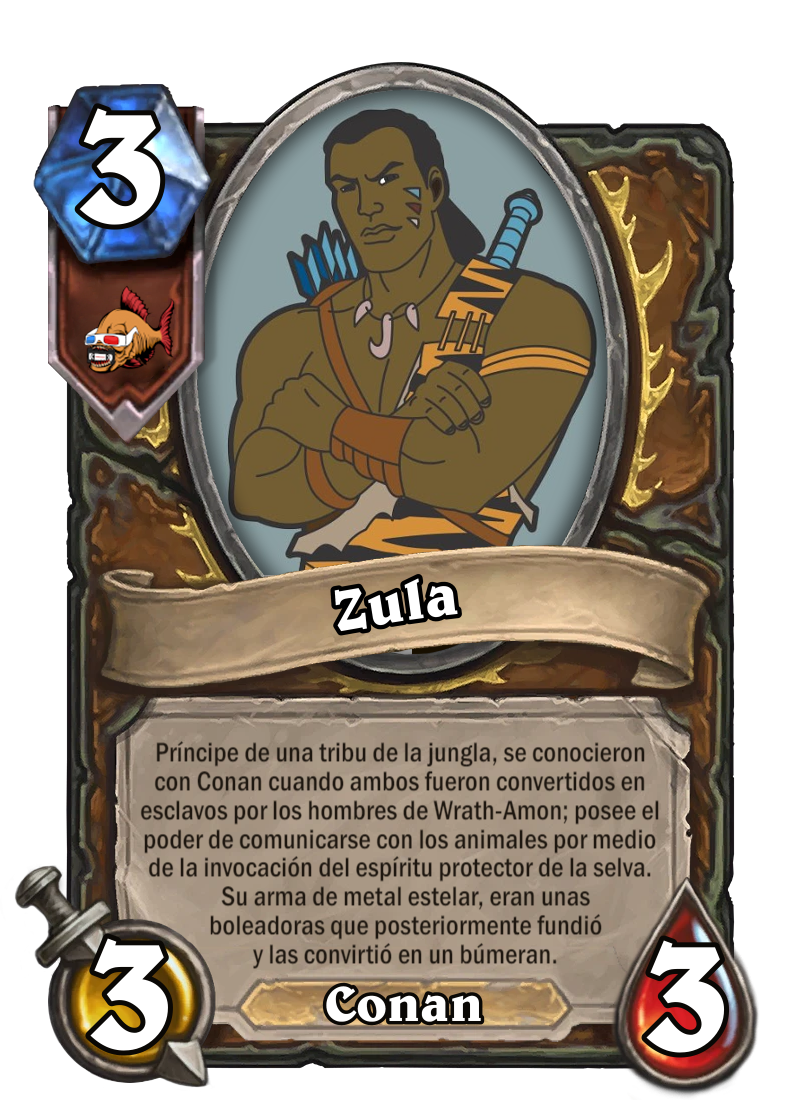 3
Zula
Príncipe de una tribu de la jungla, se conocieron
con Conan cuando ambos fueron convertidos en
esclavos por los hombres de Wrath-Amon; posee el
poder de comunicarse con los animales por medio
de la invocación del espíritu protector de la selva.
Su arma de metal estelar, eran unas
boleadoras que posteriormente fundió
y las convirtió en un búmeran.
3
Conan
3